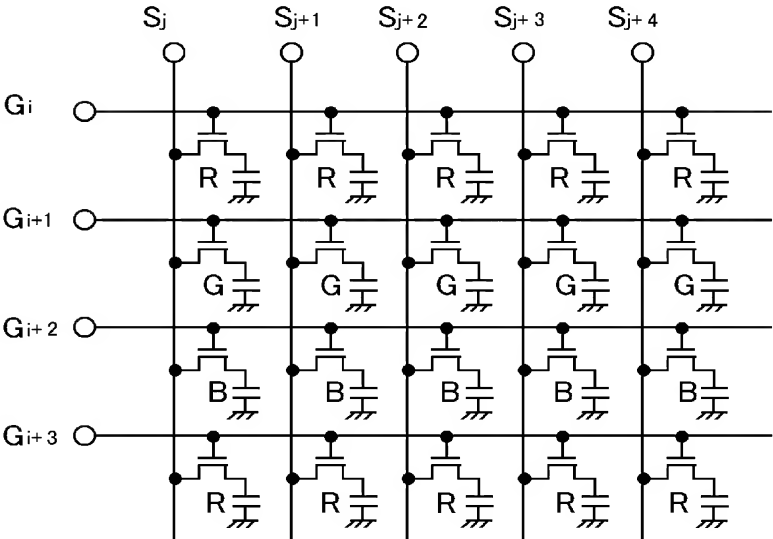 Sj Sj+1 Sj+2 Sj+3 Sj+4
Gi
R R R R R
Gi+1
G G G G G
Gi+2
B B B B B
Gi+3
R R R R R